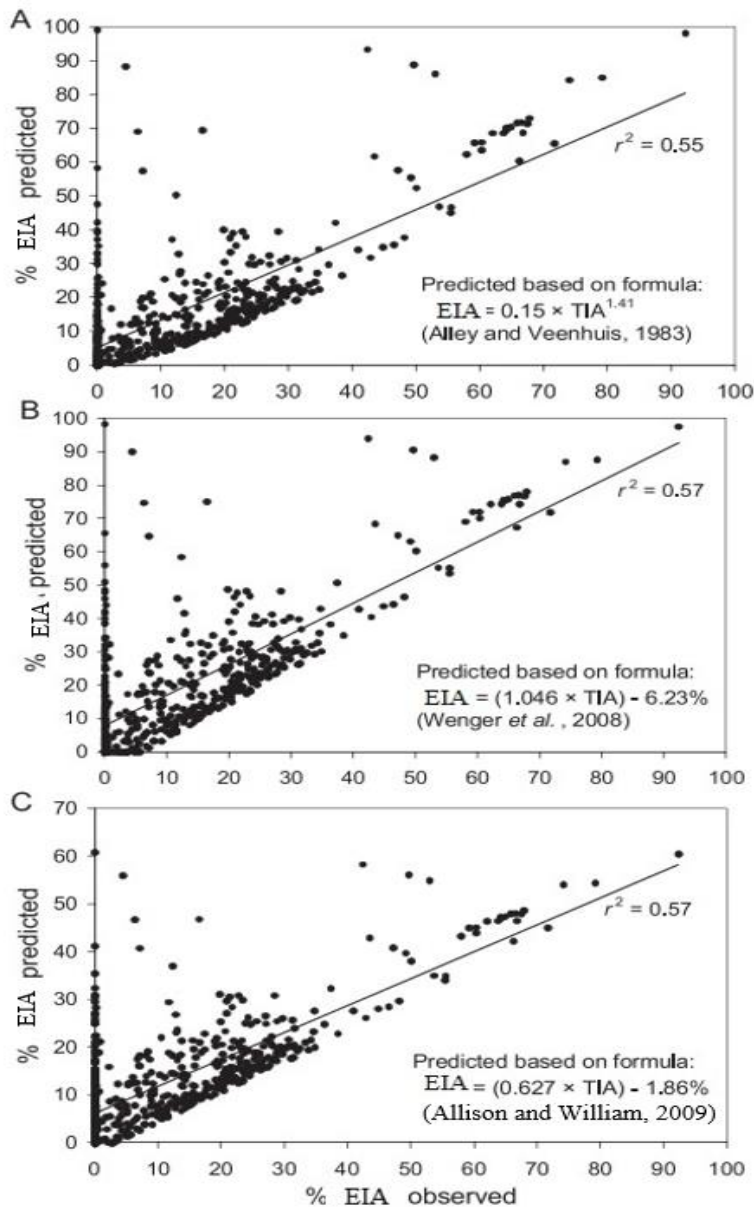 A
100
90
80
70
60
50
40
30
20
10
0
% EIA predicted
r² = 0.55
Predicted based on formula:
EIA = 0.15 × TIA^1.41
(Alley and Veenhuis, 1983)
0 10 20 30 40 50 60 70 80 90 100
B
100
90
80
70
60
50
40
30
20
10
0
% EIA predicted
r² = 0.57
Predicted based on formula:
EIA = (1.046 × TIA) - 6.23%
(Wenger et al., 2008)
0 10 20 30 40 50 60 70 80 90 100
C
70
60
50
40
30
20
10
0
% EIA predicted
r² = 0.57
Predicted based on formula:
EIA = (0.627 × TIA) - 1.86%
(Allison and William, 2009)
0 10 20 30 40 50 60 70 80 90 100
% EIA observed